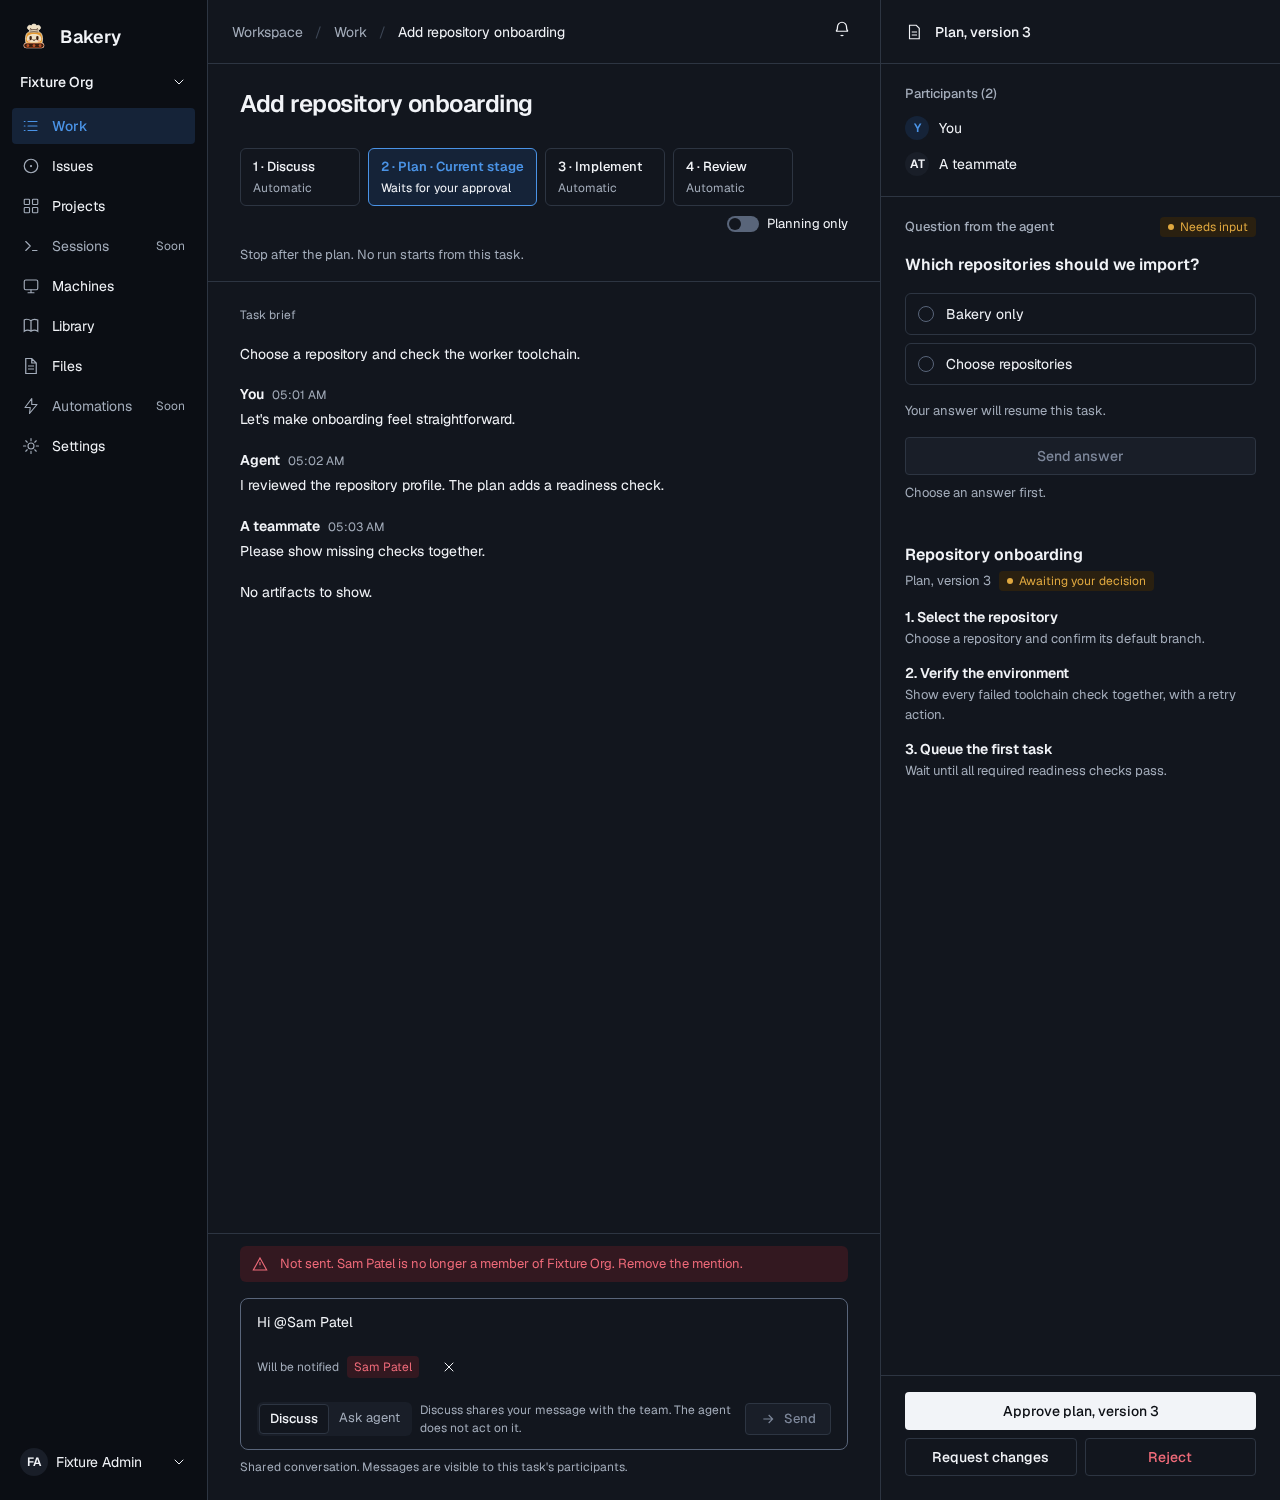 Bakery
Fixture Org
Work
Issues
Projects
Sessions Soon
Machines
Library
Files
Automations Soon
Settings
FA Fixture Admin
Workspace / Work / Add repository onboarding
Add repository onboarding
1 · Discuss
Automatic
2 · Plan · Current stage
Waits for your approval
3 · Implement
Automatic
4 · Review
Automatic
Planning only
Stop after the plan. No run starts from this task.
Task brief
Choose a repository and check the worker toolchain.
You 05:01 AM
Let's make onboarding feel straightforward.
Agent 05:02 AM
I reviewed the repository profile. The plan adds a readiness check.
A teammate 05:03 AM
Please show missing checks together.
No artifacts to show.
Not sent. Sam Patel is no longer a member of Fixture Org. Remove the mention.
Hi @Sam Patel
Will be notified Sam Patel
Discuss Ask agent
Discuss shares your message with the team. The agent
does not act on it.
Send
Shared conversation. Messages are visible to this task's participants.
Plan, version 3
Participants (2)
Y You
AT A teammate
Question from the agent Needs input
Which repositories should we import?
Bakery only
Choose repositories
Your answer will resume this task.
Send answer
Choose an answer first.
Repository onboarding
Plan, version 3 Awaiting your decision
1. Select the repository
Choose a repository and confirm its default branch.
2. Verify the environment
Show every failed toolchain check together, with a retry
action.
3. Queue the first task
Wait until all required readiness checks pass.
Approve plan, version 3
Request changes Reject